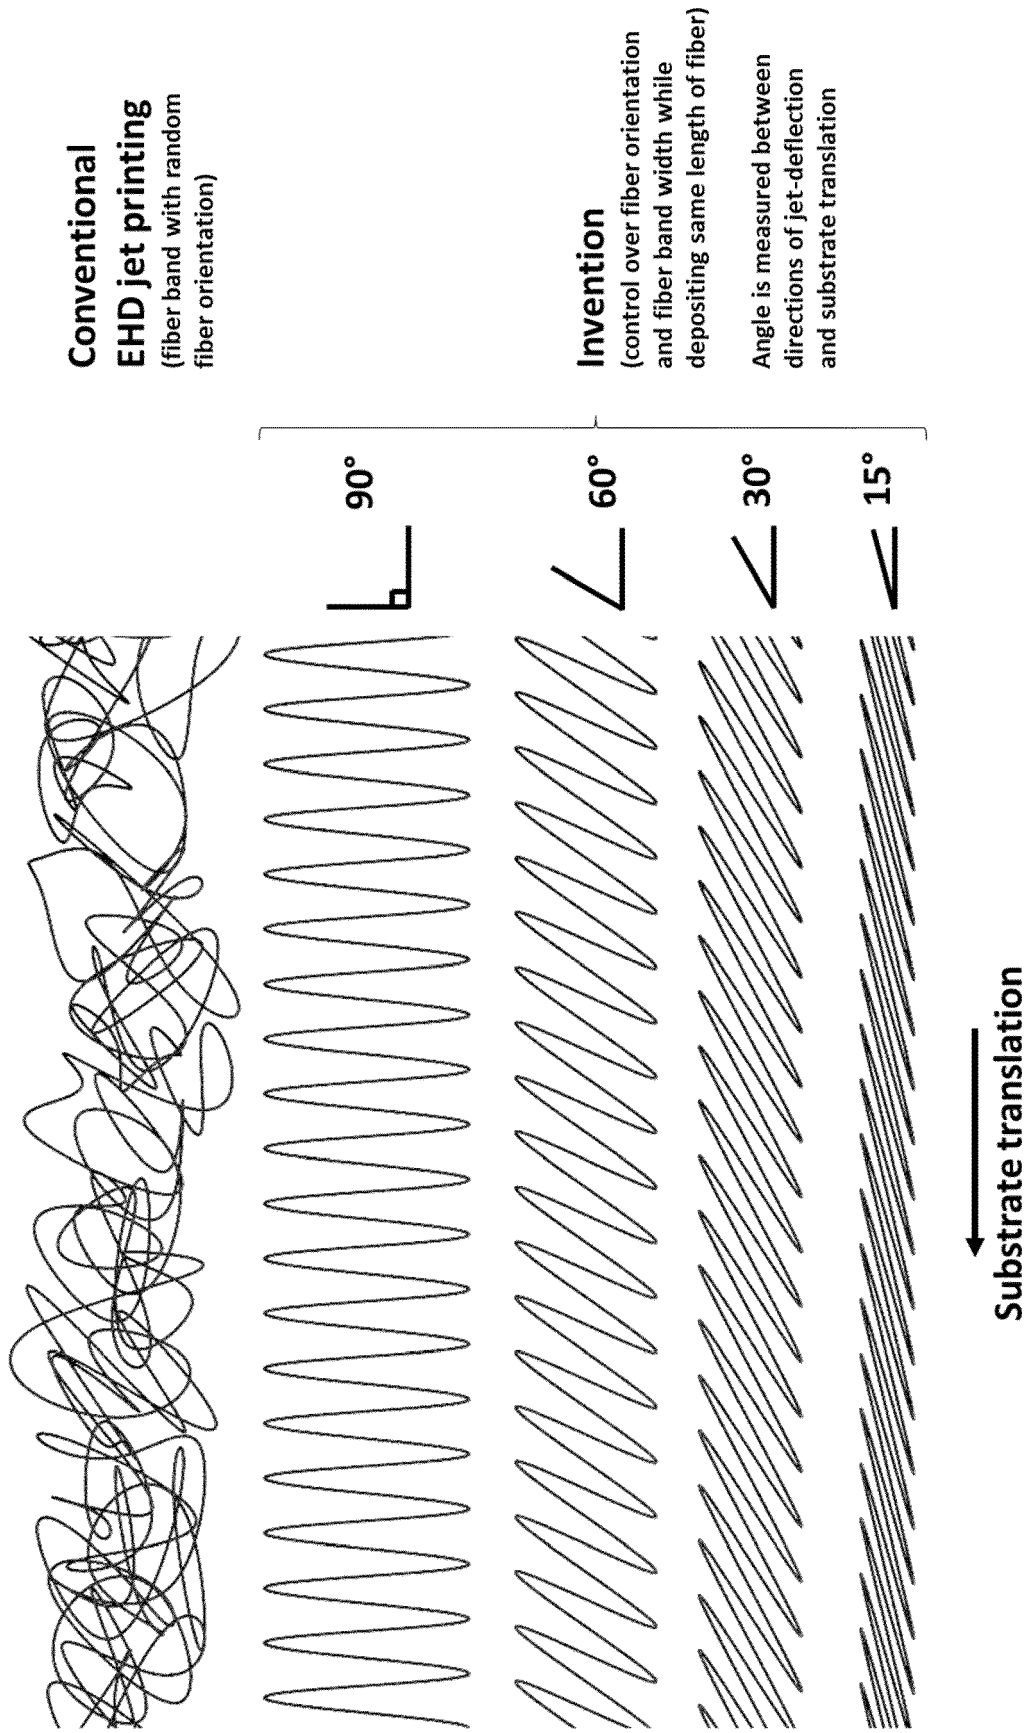 Conventional
EHD jet printing
(fiber band with random
fiber orientation)
90°
60°
30°
15°
Invention
(control over fiber orientation
and fiber band width while
depositing same length of fiber)
Angle is measured between
directions of jet-deflection
and substrate translation
Substrate translation